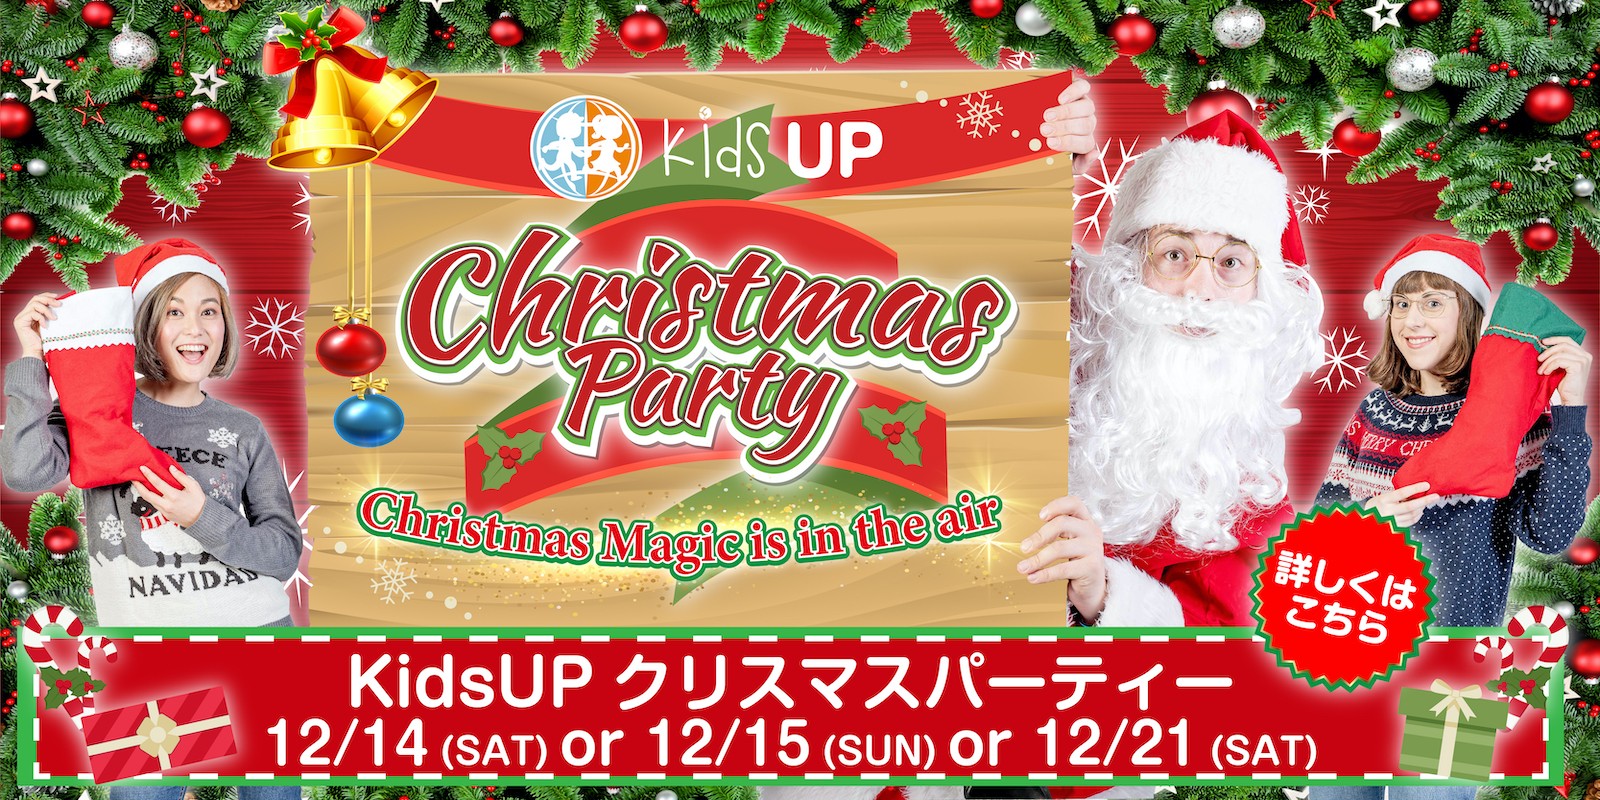 Kids UP
Christmas
Party
Christmas Magic is in the air
NAVIDAD
MERRY CH
詳しくは
こちら
KidsUP クリスマスパーティー
12/14 (SAT) or 12/15 (SUN) or 12/21 (SAT)